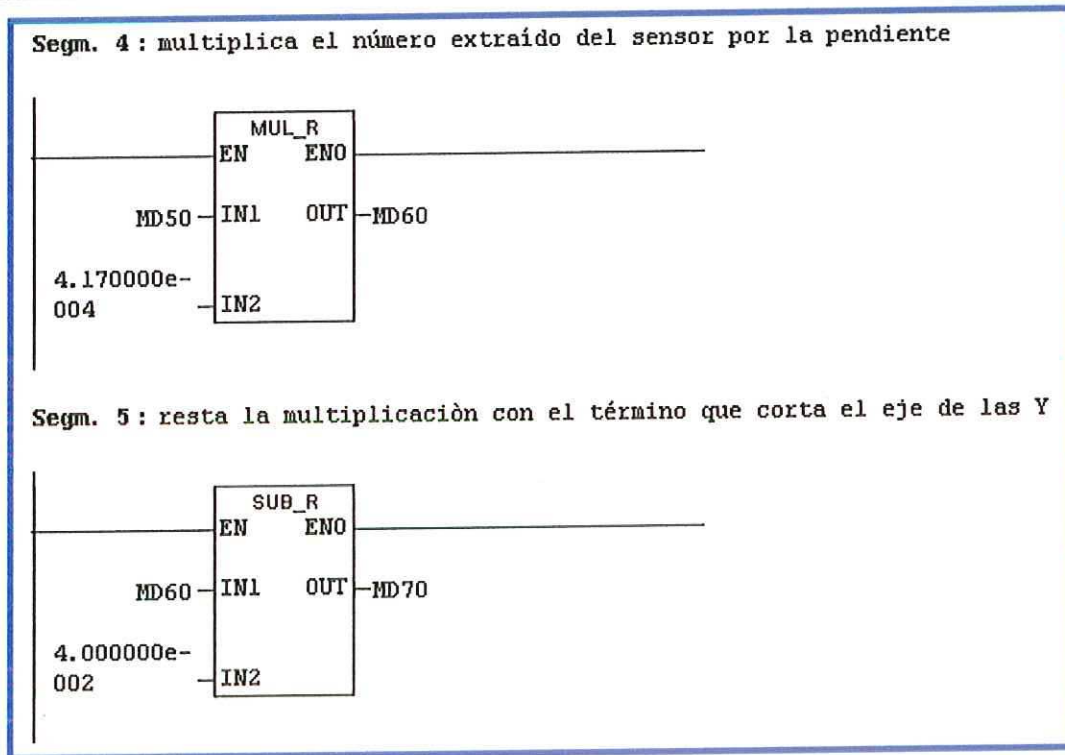 Segm. 4 : multiplica el número extraído del sensor por la pendiente
MUL_R
EN ENO
MD50 IN1 OUT MD60
4.170000e-
004 IN2
Segm. 5 : resta la multiplicaciòn con el término que corta el eje de las Y
SUB_R
EN ENO
MD60 IN1 OUT MD70
4.000000e-
002 IN2